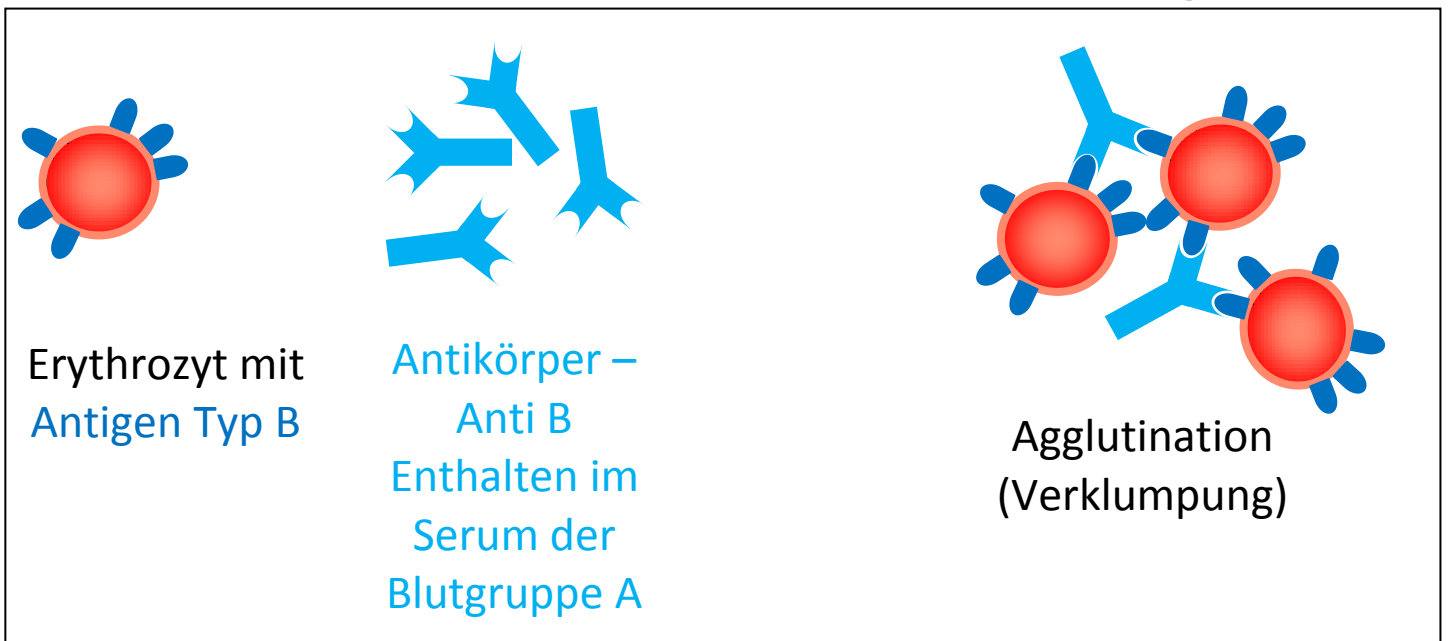 Erythrozyt mit
Antigen Typ B
Antikörper –
Anti B
Enthalten im
Serum der
Blutgruppe A
Agglutination
(Verklumpung)